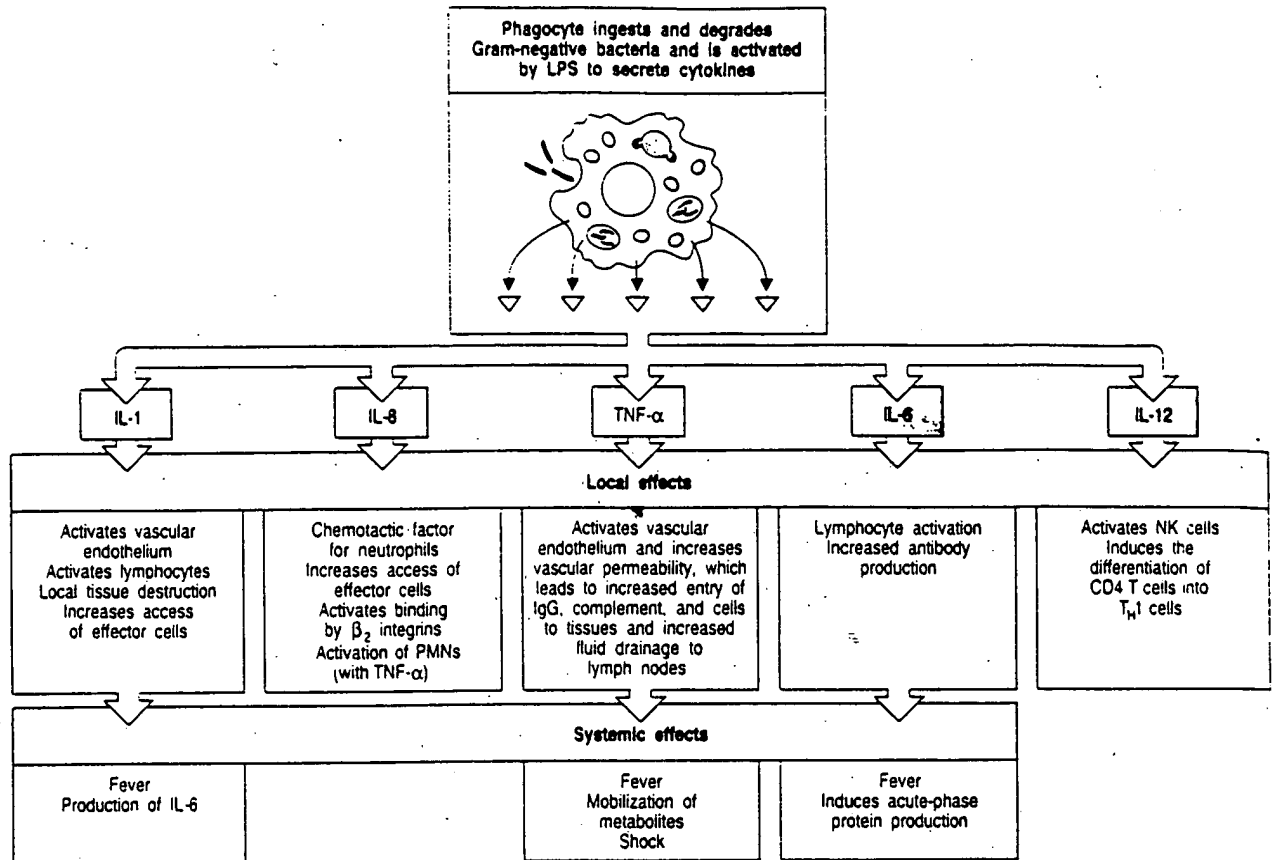 Phagocyte ingests and degrades
Gram-negative bacteria and is activated
by LPS to secrete cytokines
IL-1
IL-8
TNF-α
IL-6
IL-12
Local effects
Activates vascular
endothelium
Activates lymphocytes
Local tissue destruction
Increases access
of effector cells
Chemotactic factor
for neutrophils
Increases access of
effector cells
Activates binding
by β2 integrins
Activation of PMNs
(with TNF-α)
Activates vascular
endothelium and increases
vascular permeability, which
leads to increased entry of
IgG, complement, and cells
to tissues and increased
fluid drainage to
lymph nodes
Lymphocyte activation
Increased antibody
production
Activates NK cells
Induces the
differentiation of
CD4 T cells into
TH1 cells
Systemic effects
Fever
Production of IL-6
Fever
Mobilization of
metabolites
Shock
Fever
Induces acute-phase
protein production